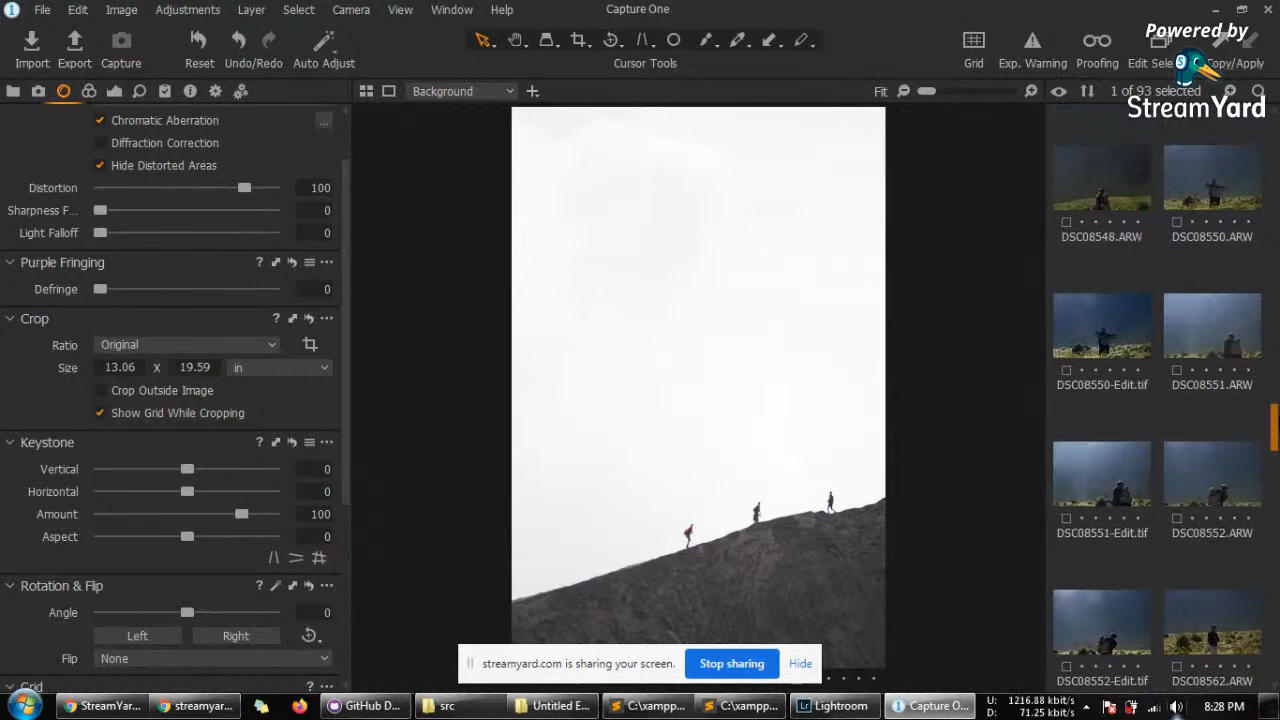 File Edit Image Adjustments Layer Select Camera View Window Help
Capture One
Powered by
StreamYard
Import Export Capture Reset Undo/Redo Auto Adjust
Cursor Tools
Grid Exp. Warning Proofing Edit Sele Copy/Apply
Background
Fit
1 of 93 selected
Chromatic Aberration
...
Diffraction Correction
Hide Distorted Areas
Distortion 100
Sharpness F... 0
Light Falloff 0
Purple Fringing ?
Defringe 0
Crop ?
Ratio Original
Size 13.06 X 19.59 in
Crop Outside Image
Show Grid While Cropping
Keystone ?
Vertical 0
Horizontal 0
Amount 100
Aspect 0
Rotation & Flip ?
Angle 0
Left Right
Flip None
Grid ?
DSC08548.ARW DSC08550.ARW
DSC08550-Edit.tif DSC08551.ARW
DSC08551-Edit.tif DSC08552.ARW
DSC08552-Edit.tif DSC08562.ARW
streamyard.com is sharing your screen. Stop sharing Hide
StreamYar... streamyar... GitHub D... src Untitled E... C:\xampp... C:\xampp... Lr Lightroom Capture O...
U: 1216.88 kbit/s
D: 71.25 kbit/s
8:28 PM